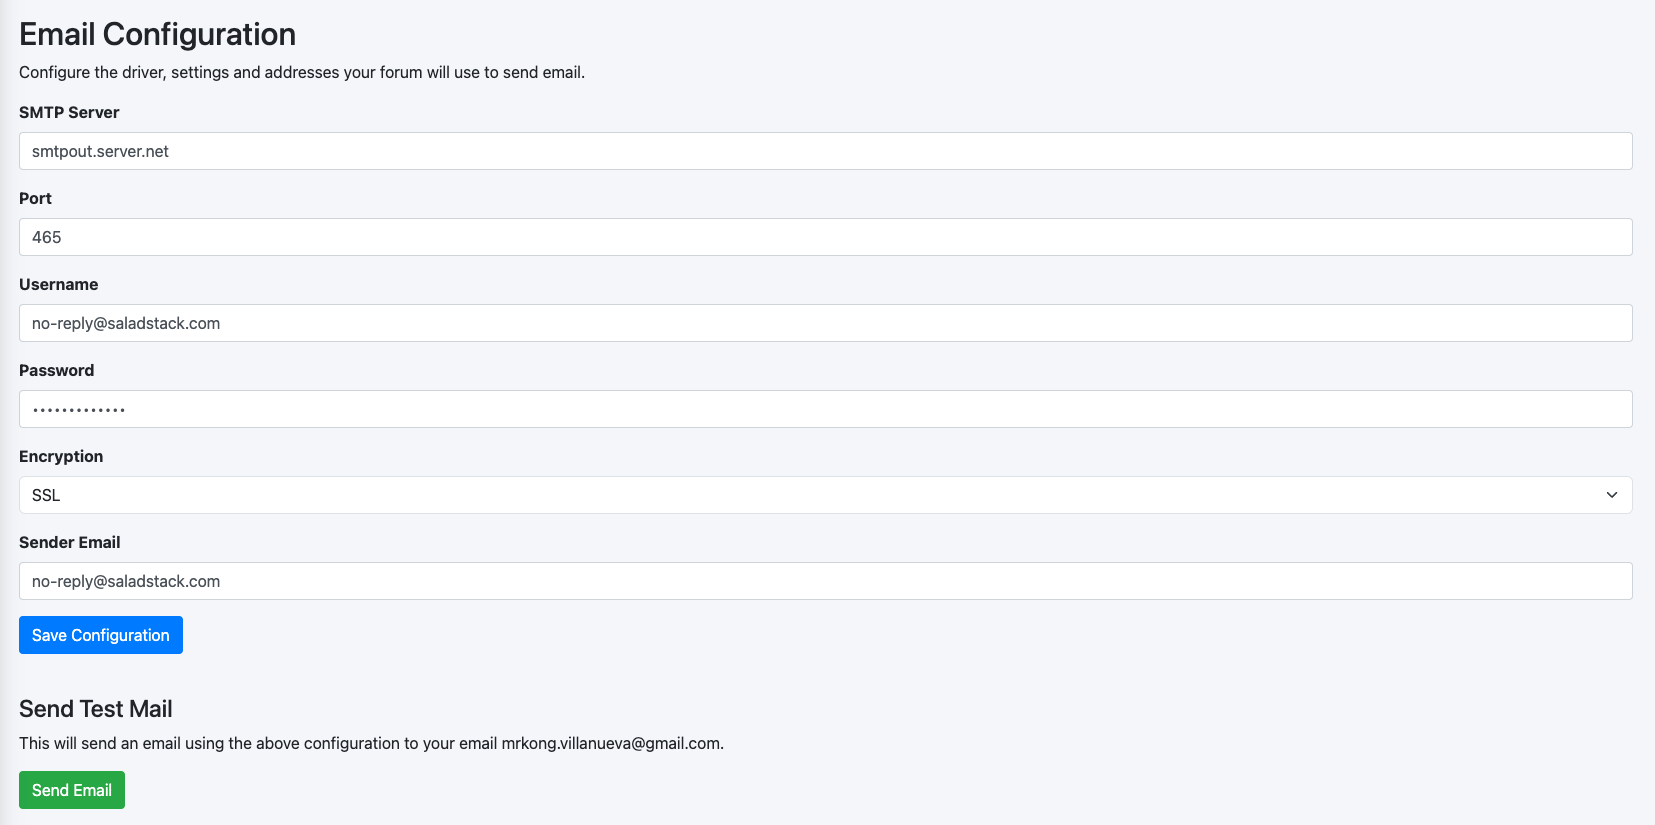 Email Configuration
Configure the driver, settings and addresses your forum will use to send email.
SMTP Server
smtpout.server.net
Port
465
Username
no-reply@saladstack.com
Password
•••••••••••••
Encryption
SSL
Sender Email
no-reply@saladstack.com
Save Configuration
Send Test Mail
This will send an email using the above configuration to your email mrkong.villanueva@gmail.com.
Send Email